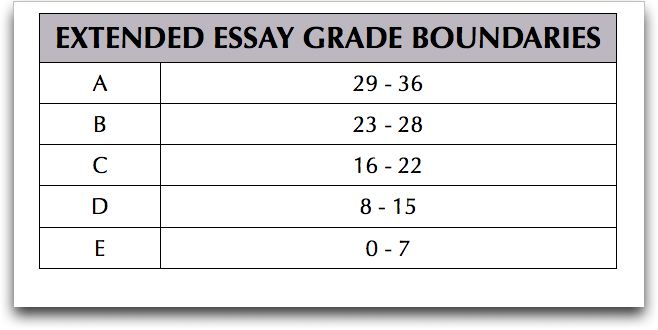 EXTENDED ESSAY GRADE BOUNDARIES
A 29 - 36
B 23 - 28
C 16 - 22
D 8 - 15
E 0 - 7